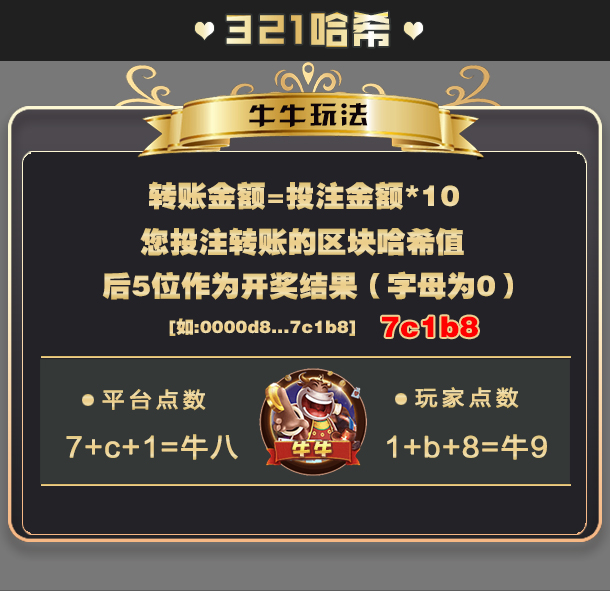 321哈希
牛牛玩法
转账金额=投注金额*10
您投注转账的区块哈希值
后5位作为开奖结果（字母为0）
[如:0000d8...7c1b8] 7c1b8
平台点数
7+c+1=牛八
牛牛
玩家点数
1+b+8=牛9